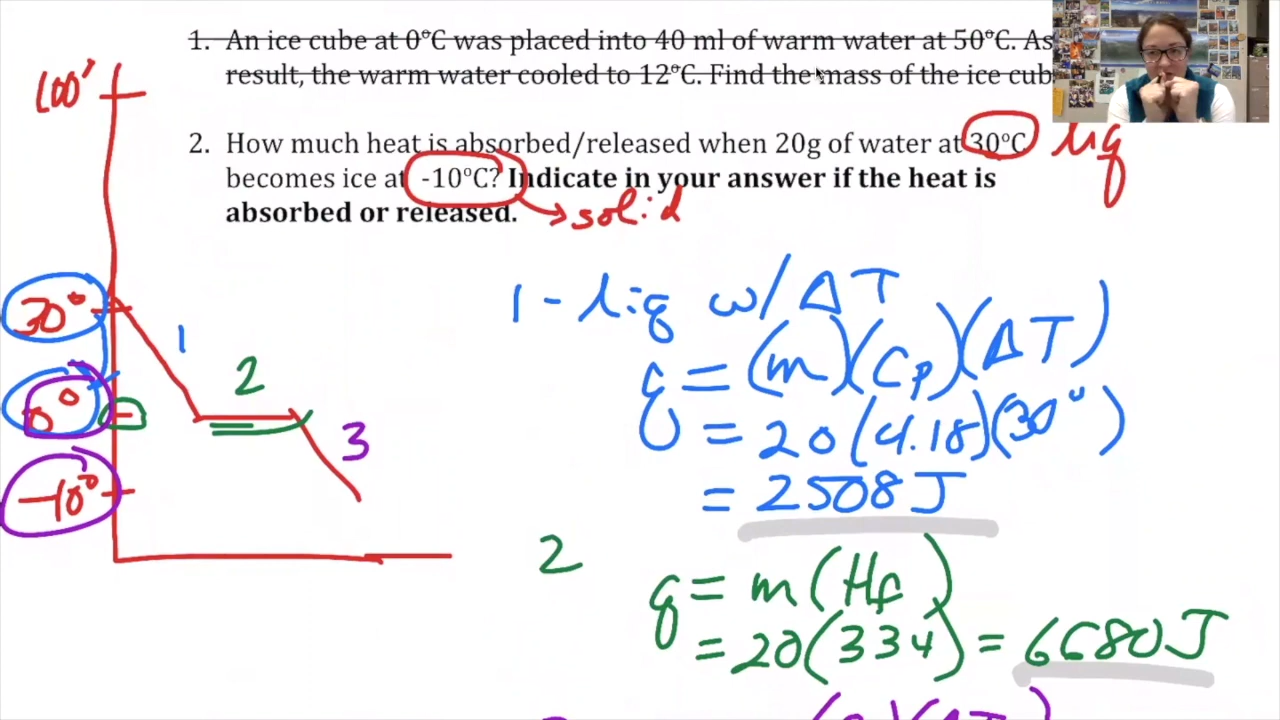 1. An ice cube at 0°C was placed into 40 ml of warm water at 50°C. As
result, the warm water cooled to 12°C. Find the mass of the ice cub
100°
2. How much heat is absorbed/released when 20g of water at 30°C liq
becomes ice at -10°C? Indicate in your answer if the heat is
absorbed or released. solid
1 - liq w/ ΔT
30° 1
q = (m)(Cp)(ΔT)
2
0°
= 20(4.18)(30°)
3
-10°
= 2508J
2
q = m(Hf)
= 20(334) = 6680J